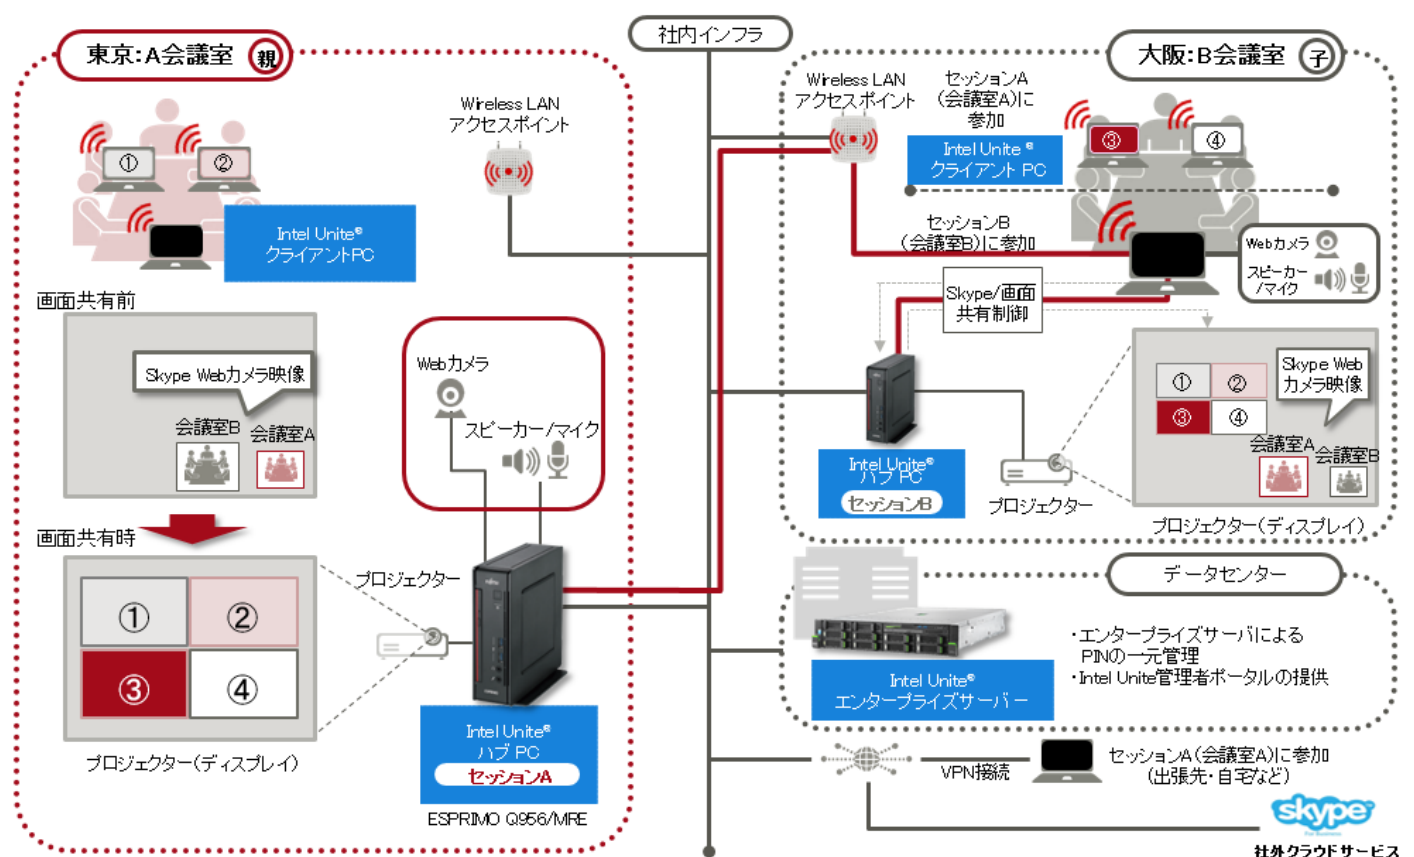 社内インフラ
東京:A会議室 親
①
②
Intel Unite®
クライアントPC
Wireless LAN
アクセスポイント
画面共有前
Skype Webカメラ映像
会議室B
会議室A
画面共有時
①
②
③
④
プロジェクター(ディスプレイ)
Webカメラ
スピーカー/マイク
プロジェクター
FUJITSU
Intel Unite®
ハブ PC
セッションA
ESPRIMO Q956/MRE
大阪:B会議室 子
Wireless LAN
アクセスポイント
セッションA
(会議室A)に
参加
Intel Unite ®
クライアント PC
③
④
セッションB
(会議室B)に参加
Webカメラ
スピーカー
/マイク
Skype/画面
共有制御
Intel Unite®
ハブ PC
セッションB
プロジェクター
①
②
③
④
Skype Web
カメラ映像
会議室A
会議室B
プロジェクター(ディスプレイ)
データセンター
Intel Unite®
エンタープライズサーバー
・エンタープライズサーバによる
PINの一元管理
・Intel Unite管理者ポータルの提供
VPN接続
セッションA(会議室A)に参加
(出張先・自宅など)
skype
For Business
社外クラウドサービス